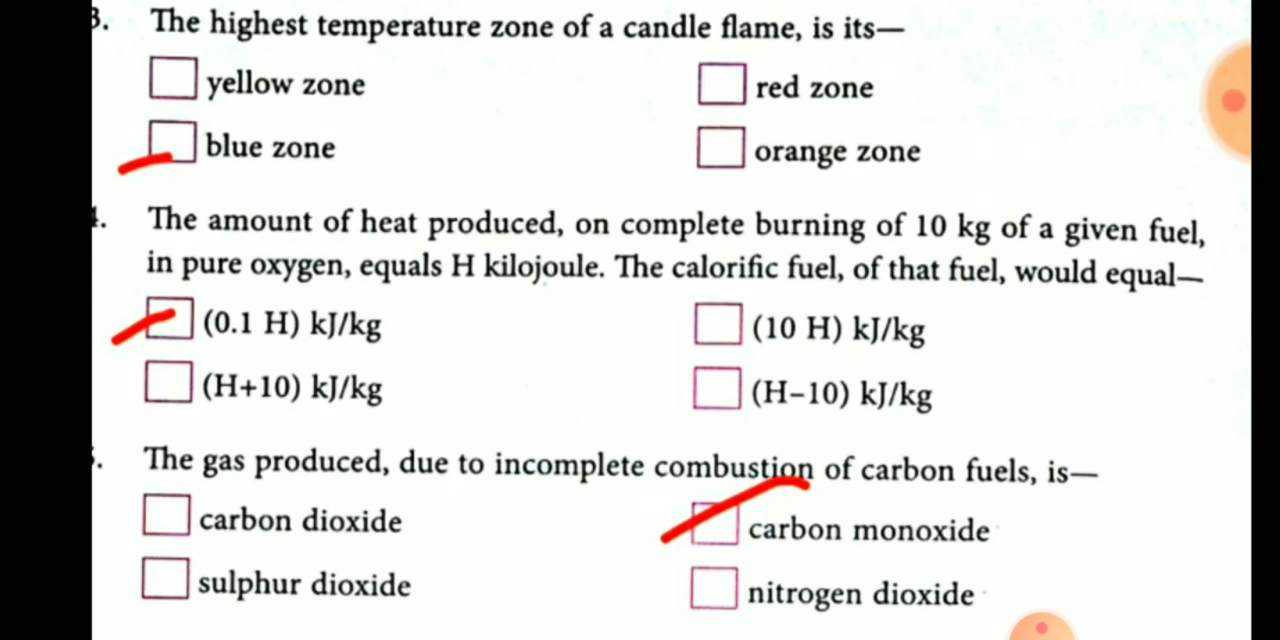 3. The highest temperature zone of a candle flame, is its—
yellow zone red zone
blue zone orange zone
4. The amount of heat produced, on complete burning of 10 kg of a given fuel,
in pure oxygen, equals H kilojoule. The calorific fuel, of that fuel, would equal—
(0.1 H) kJ/kg (10 H) kJ/kg
(H+10) kJ/kg (H−10) kJ/kg
5. The gas produced, due to incomplete combustion of carbon fuels, is—
carbon dioxide carbon monoxide
sulphur dioxide nitrogen dioxide